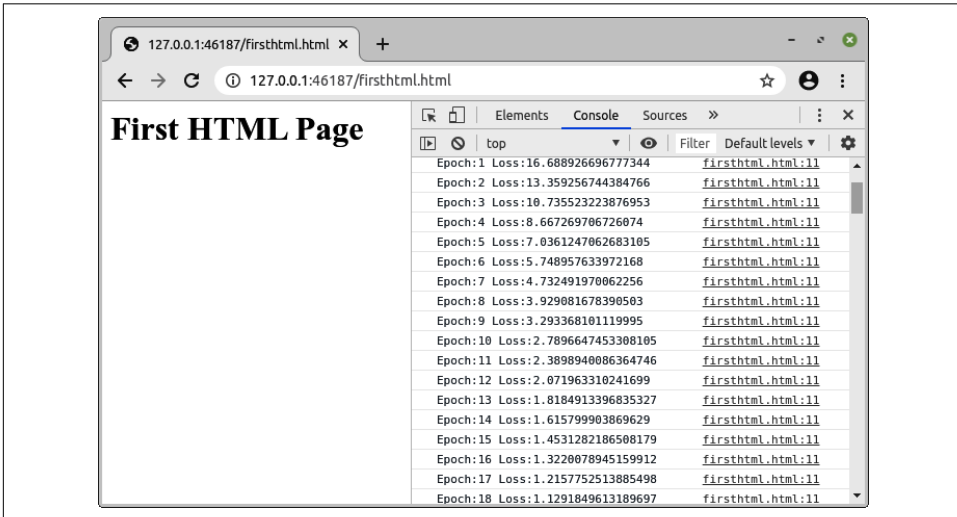 127.0.0.1:46187/firsthtml.html × +
127.0.0.1:46187/firsthtml.html
First HTML Page
Elements Console Sources »
top Filter Default levels ▼
Epoch:1 Loss:16.688926696777344 firsthtml.html:11
Epoch:2 Loss:13.359256744384766 firsthtml.html:11
Epoch:3 Loss:10.735523223876953 firsthtml.html:11
Epoch:4 Loss:8.667269706726074 firsthtml.html:11
Epoch:5 Loss:7.0361247062683105 firsthtml.html:11
Epoch:6 Loss:5.748957633972168 firsthtml.html:11
Epoch:7 Loss:4.732491970062256 firsthtml.html:11
Epoch:8 Loss:3.929081678390503 firsthtml.html:11
Epoch:9 Loss:3.293368101119995 firsthtml.html:11
Epoch:10 Loss:2.7896647453308105 firsthtml.html:11
Epoch:11 Loss:2.3898940086364746 firsthtml.html:11
Epoch:12 Loss:2.071963310241699 firsthtml.html:11
Epoch:13 Loss:1.8184913396835327 firsthtml.html:11
Epoch:14 Loss:1.615799903869629 firsthtml.html:11
Epoch:15 Loss:1.4531282186508179 firsthtml.html:11
Epoch:16 Loss:1.3220078945159912 firsthtml.html:11
Epoch:17 Loss:1.2157752513885498 firsthtml.html:11
Epoch:18 Loss:1.1291849613189697 firsthtml.html:11